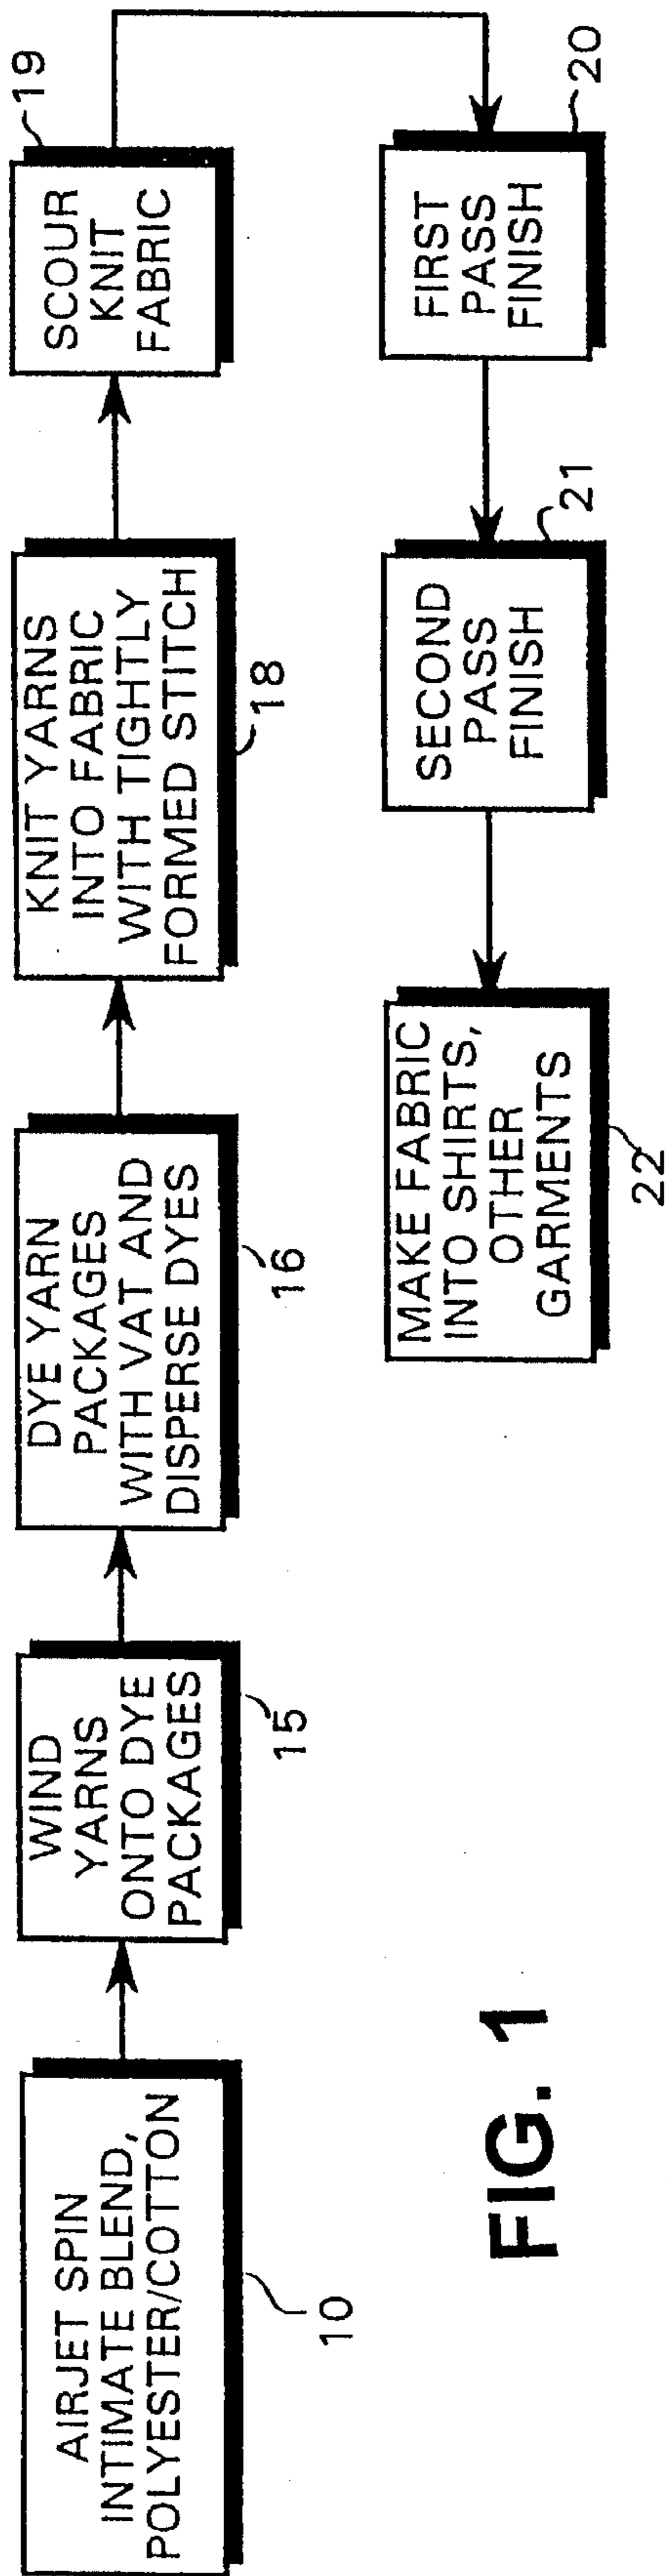 AIRJET SPIN
INTIMATE BLEND,
POLYESTER/COTTON
10
WIND
YARNS
ONTO DYE
PACKAGES
15
DYE YARN
PACKAGES
WITH VAT AND
DISPERSE DYES
16
KNIT YARNS
INTO FABRIC
WITH TIGHTLY
FORMED STITCH
18
SCOUR
KNIT
FABRIC
19
FIRST
PASS
FINISH
20
SECOND
PASS
FINISH
21
MAKE FABRIC
INTO SHIRTS,
OTHER
GARMENTS
22
FIG. 1